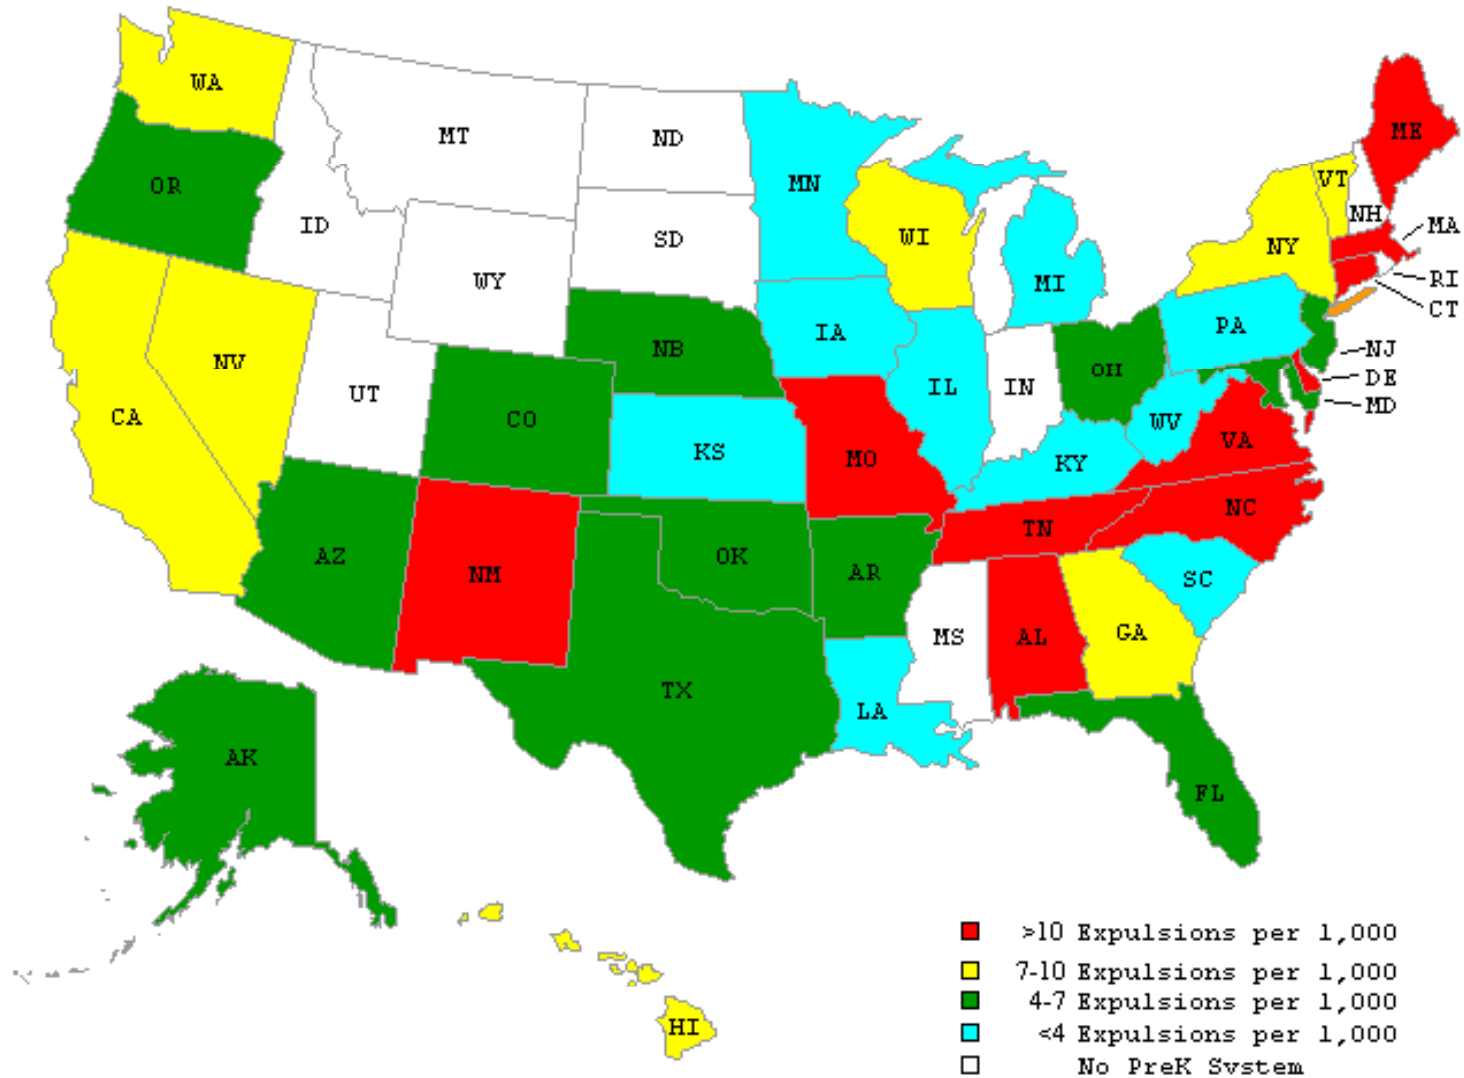 WA
MT
ND
ME
OR
MN
VT
ID
SD
WI
NH
MA
NY
WY
MI
RI
CT
PA
IA
NB
NJ
NV
OH
DE
UT
IL
IN
MD
CA
CO
WV
VA
KS
MO
KY
NC
TN
AZ
OK
NM
AR
SC
MS
AL
GA
TX
LA
AK
FL
HI
>10 Expulsions per 1,000
7-10 Expulsions per 1,000
4-7 Expulsions per 1,000
<4 Expulsions per 1,000
No PreK System